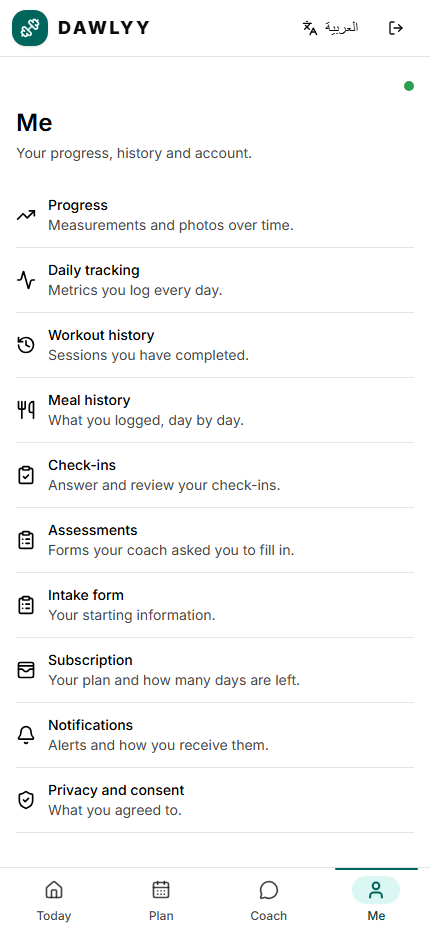 DAWLYY
العربية
Me
Your progress, history and account.
Progress
Measurements and photos over time.
Daily tracking
Metrics you log every day.
Workout history
Sessions you have completed.
Meal history
What you logged, day by day.
Check-ins
Answer and review your check-ins.
Assessments
Forms your coach asked you to fill in.
Intake form
Your starting information.
Subscription
Your plan and how many days are left.
Notifications
Alerts and how you receive them.
Privacy and consent
What you agreed to.
Today
Plan
Coach
Me